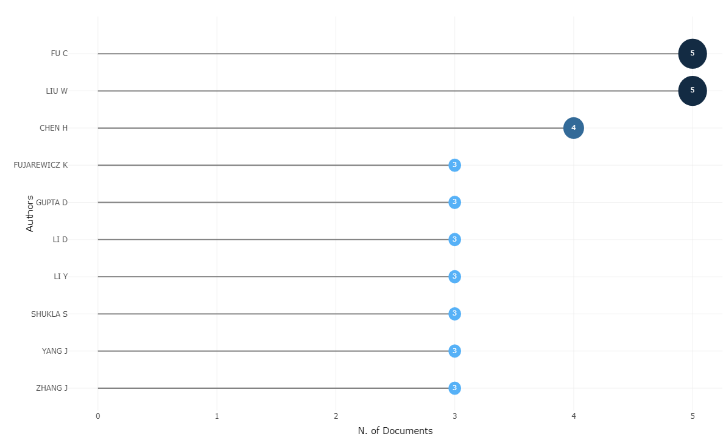 FU C 5
LIU W 5
CHEN H 4
FUJAREWICZ K 3
GUPTA D 3
LI D 3
LI Y 3
SHUKLA S 3
YANG J 3
ZHANG J 3
Authors
0 1 2 3 4 5
N. of Documents